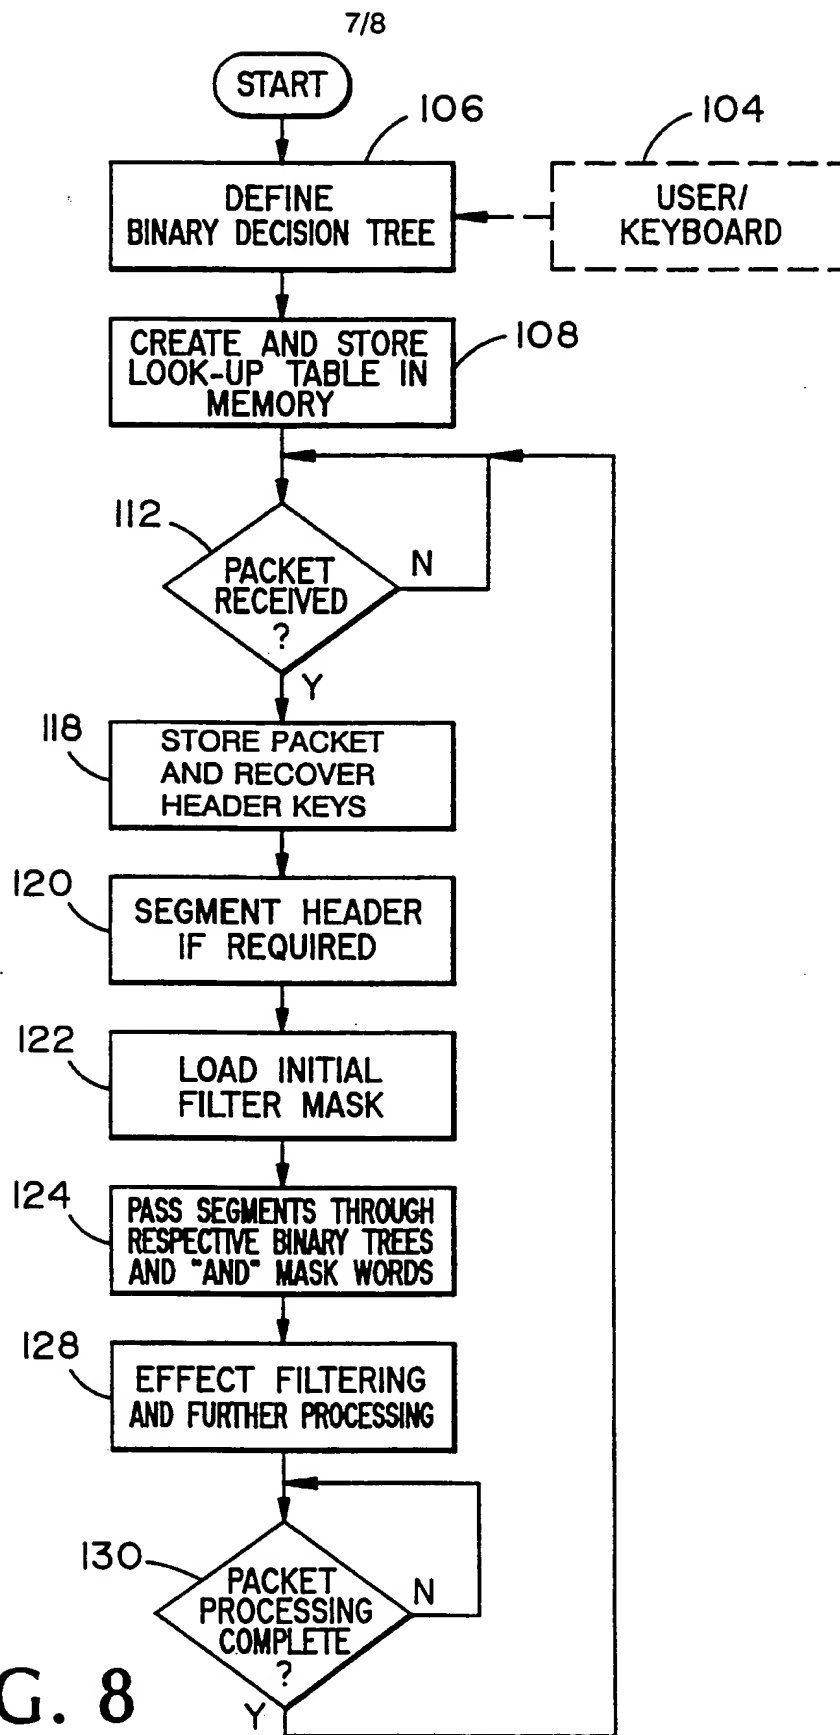 7/8
START
106
104
DEFINE
BINARY DECISION TREE
USER/
KEYBOARD
CREATE AND STORE
LOOK-UP TABLE IN
MEMORY
108
112
PACKET
RECEIVED
?
N
Y
118
STORE PACKET
AND RECOVER
HEADER KEYS
120
SEGMENT HEADER
IF REQUIRED
122
LOAD INITIAL
FILTER MASK
124
PASS SEGMENTS THROUGH
RESPECTIVE BINARY TREES
AND "AND" MASK WORDS
128
EFFECT FILTERING
AND FURTHER PROCESSING
130
PACKET
PROCESSING
COMPLETE
?
N
Y
G. 8